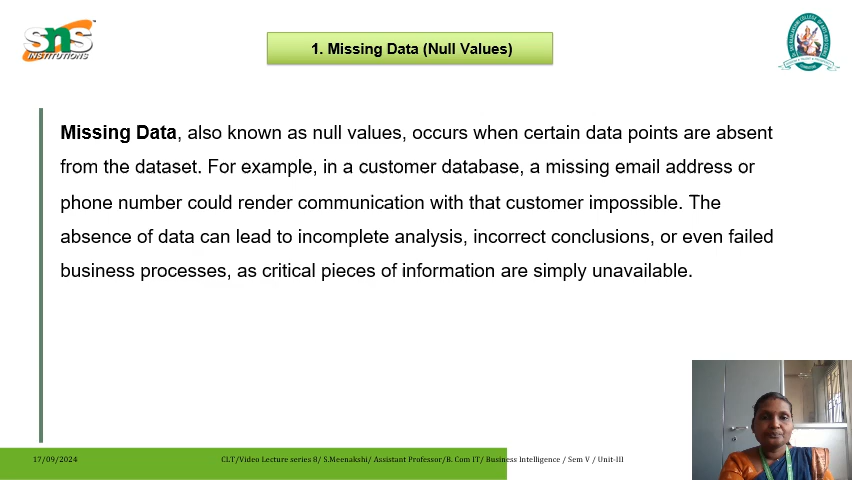 sns
INSTITUTIONS
1. Missing Data (Null Values)
Missing Data, also known as null values, occurs when certain data points are absent
from the dataset. For example, in a customer database, a missing email address or
phone number could render communication with that customer impossible. The
absence of data can lead to incomplete analysis, incorrect conclusions, or even failed
business processes, as critical pieces of information are simply unavailable.
17/09/2024
CLT/Video Lecture series 8/ S.Meenakshi/ Assistant Professor/B. Com IT/ Business Intelligence / Sem V / Unit-III